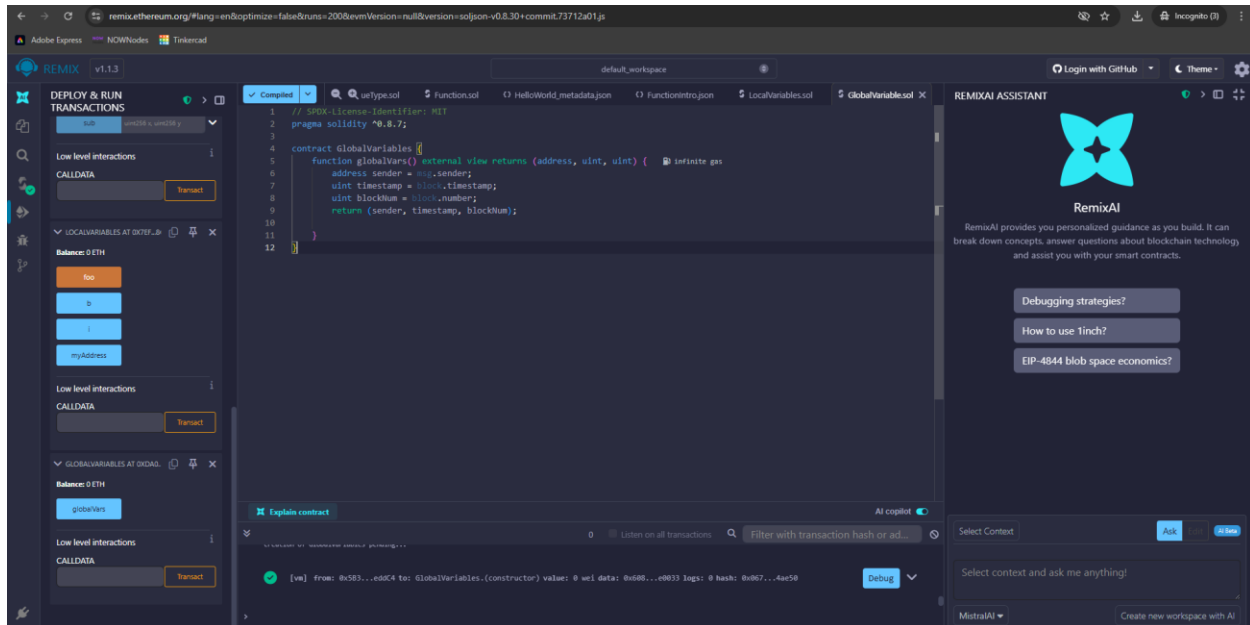 remix.ethereum.org/#lang=en&optimize=false&runs=200&evmVersion=null&version=soljson-v0.8.30+commit.73712a01.js
Incognito (3)
Adobe Express
NOWNodes
Tinkercad
REMIX v1.1.3
default_workspace
Login with GitHub
Theme
DEPLOY & RUN
TRANSACTIONS
sub
uint256 x, uint256 y
Low level interactions
i
CALLDATA
Transact
LOCALVARIABLES AT 0X7EF...8
Balance: 0 ETH
foo
b
i
myAddress
Low level interactions
i
CALLDATA
Transact
GLOBALVARIABLES AT 0XDA0...
Balance: 0 ETH
globalVars
Low level interactions
i
CALLDATA
Transact
Compiled
ueType.sol
Function.sol
HelloWorld_metadata.json
FunctionIntro.json
LocalVariables.sol
GlobalVariable.sol
1 // SPDX-License-Identifier: MIT
2 pragma solidity ^0.8.7;
3
4 contract GlobalVariables {
5 function globalVars() external view returns (address, uint, uint) { infinite gas
6 address sender = msg.sender;
7 uint timestamp = block.timestamp;
8 uint blockNum = block.number;
9 return (sender, timestamp, blockNum);
10
11 }
12 }
Explain contract
AI copilot
0
Listen on all transactions
Filter with transaction hash or ad...
creation of GlobalVariables pending...
[vm] from: 0x5B3...eddC4 to: GlobalVariables.(constructor) value: 0 wei data: 0x608...e0033 logs: 0 hash: 0x067...4ae50
Debug
>
REMIXAI ASSISTANT
RemixAI
RemixAI provides you personalized guidance as you build. It can
break down concepts, answer questions about blockchain technology
and assist you with your smart contracts.
Debugging strategies?
How to use 1inch?
EIP-4844 blob space economics?
Select Context
Ask
AI Beta
Select context and ask me anything!
MistralAI
Create new workspace with AI